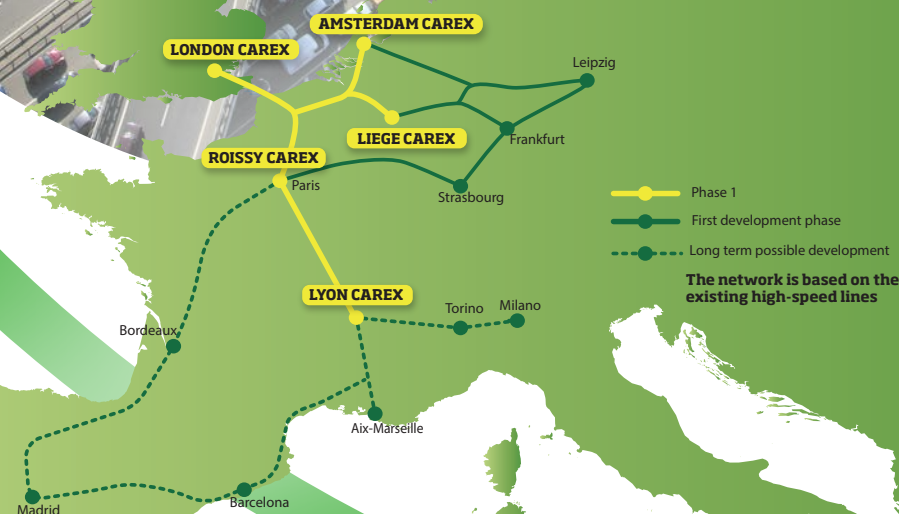 AMSTERDAM CAREX
LONDON CAREX
Leipzig
LIEGE CAREX
Frankfurt
ROISSY CAREX
Paris
Strasbourg
Phase 1
First development phase
Long term possible development
The network is based on the
existing high-speed lines
LYON CAREX
Torino
Milano
Bordeaux
Aix-Marseille
Barcelona
Madrid